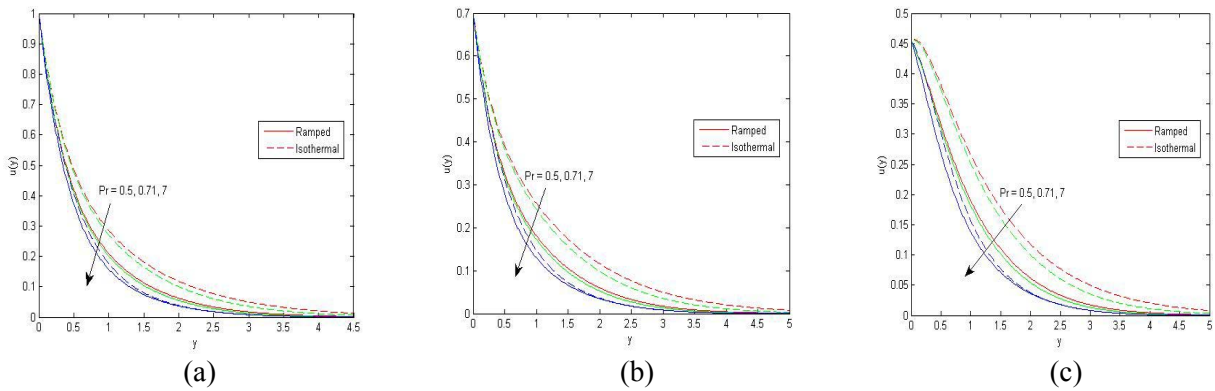 1
0.9
0.8
0.7
0.6
0.5
0.4
0.3
0.2
0.1
0
u(y)
Ramped
Isothermal
Pr = 0.5, 0.71, 7
0 0.5 1 1.5 2 2.5 3 3.5 4 4.5
y
(a)
0.7
0.6
0.5
0.4
0.3
0.2
0.1
0
u(y)
Ramped
Isothermal
Pr = 0.5, 0.71, 7
0 0.5 1 1.5 2 2.5 3 3.5 4 4.5 5
y
(b)
0.5
0.45
0.4
0.35
0.3
0.25
0.2
0.15
0.1
0.05
0
u(y)
Ramped
Isothermal
Pr = 0.5, 0.71, 7
0 0.5 1 1.5 2 2.5 3 3.5 4 4.5 5
y
(c)